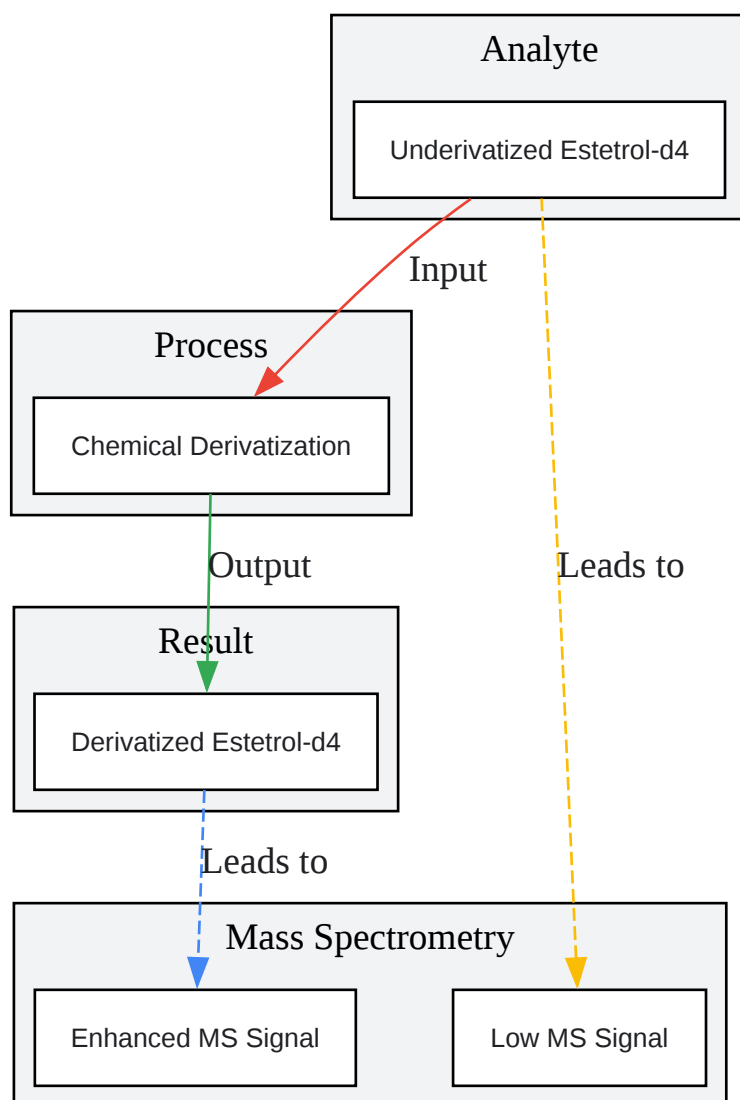 Analyte
Underivatized Estetrol-d4
Input
Process
Chemical Derivatization
Output
Leads to
Result
Derivatized Estetrol-d4
Leads to
Mass Spectrometry
Enhanced MS Signal
Low MS Signal